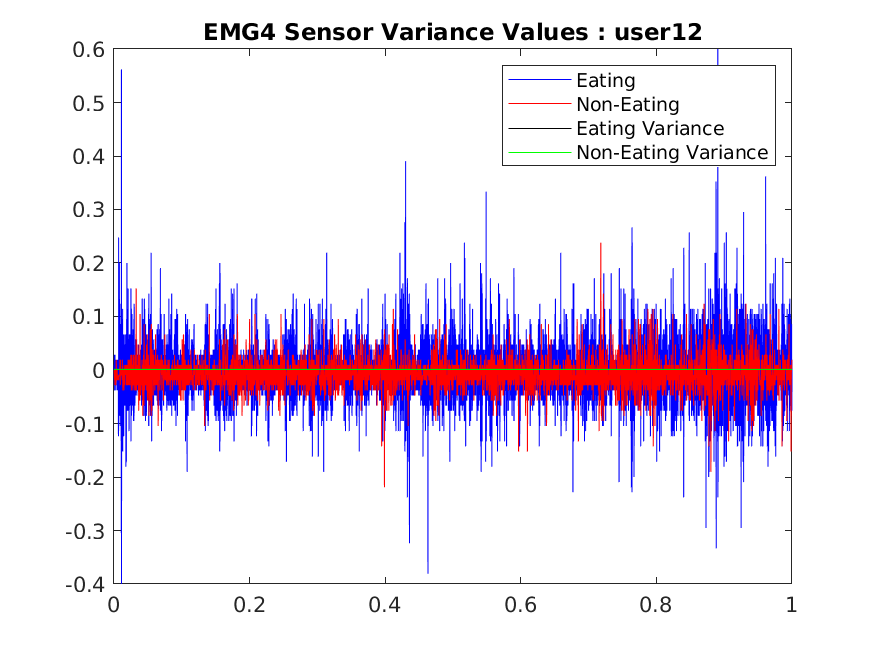 EMG4 Sensor Variance Values : user12
0.6
0.5
0.4
0.3
0.2
0.1
0
-0.1
-0.2
-0.3
-0.4
Eating
Non-Eating
Eating Variance
Non-Eating Variance
0 0.2 0.4 0.6 0.8 1